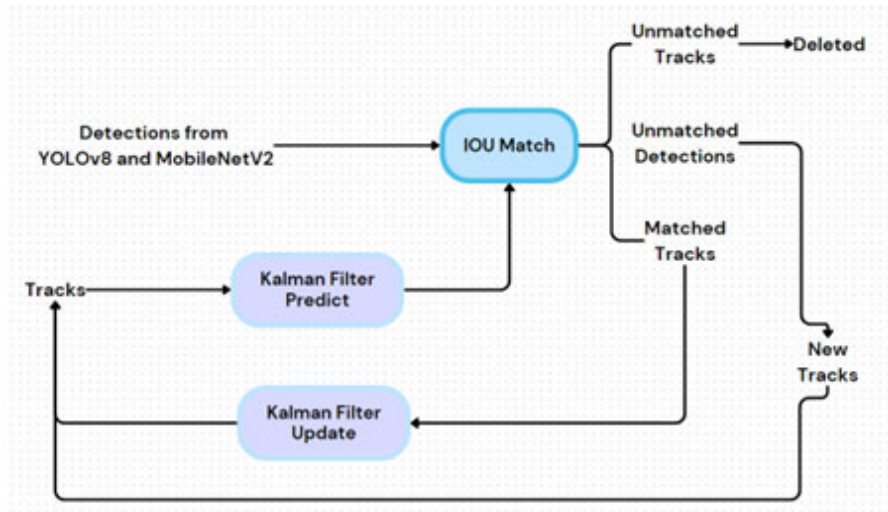 Unmatched
Tracks
Deleted
Detections from
YOLOv8 and MobileNetV2
IOU Match
Unmatched
Detections
Matched
Tracks
Tracks
Kalman Filter
Predict
New
Tracks
Kalman Filter
Update